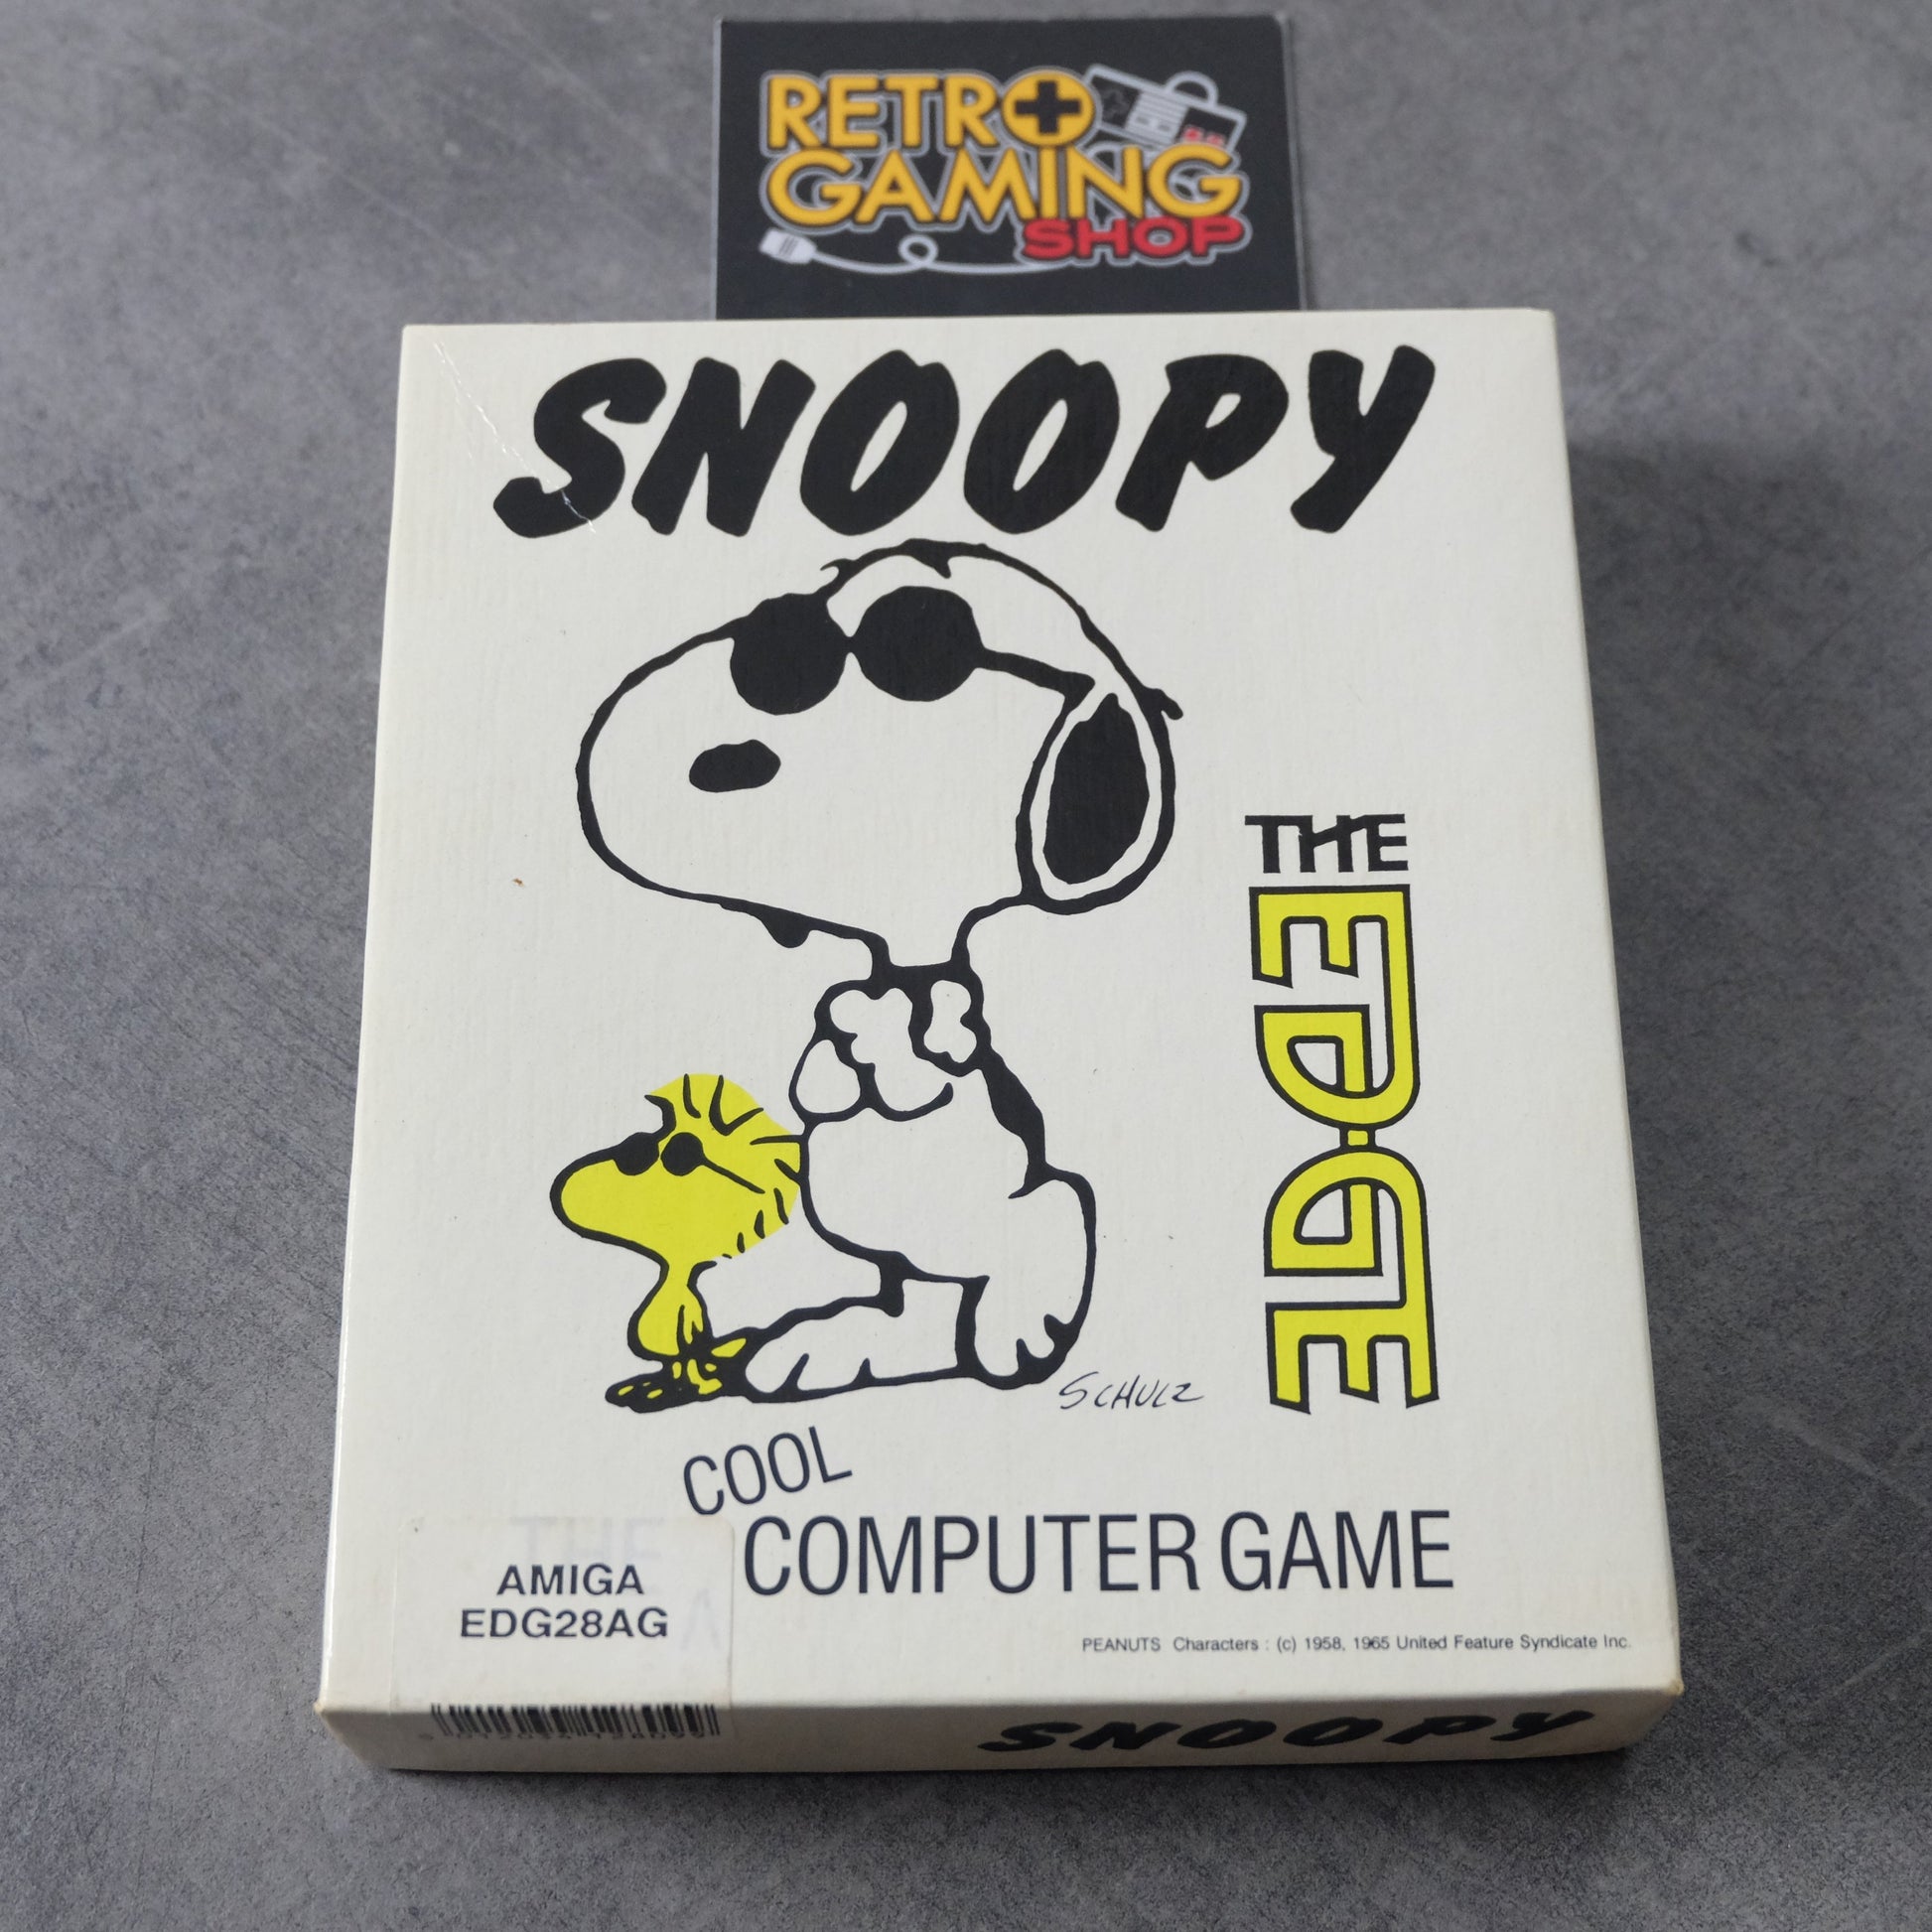 RETRO
GAMING
SHOP
SNOOPY
THE
EDGE
SCHULZ
COOL
COMPUTER GAME
AMIGA
EDG28AG
PEANUTS Characters : (c) 1958, 1965 United Feature Syndicate Inc.
SNOOPY